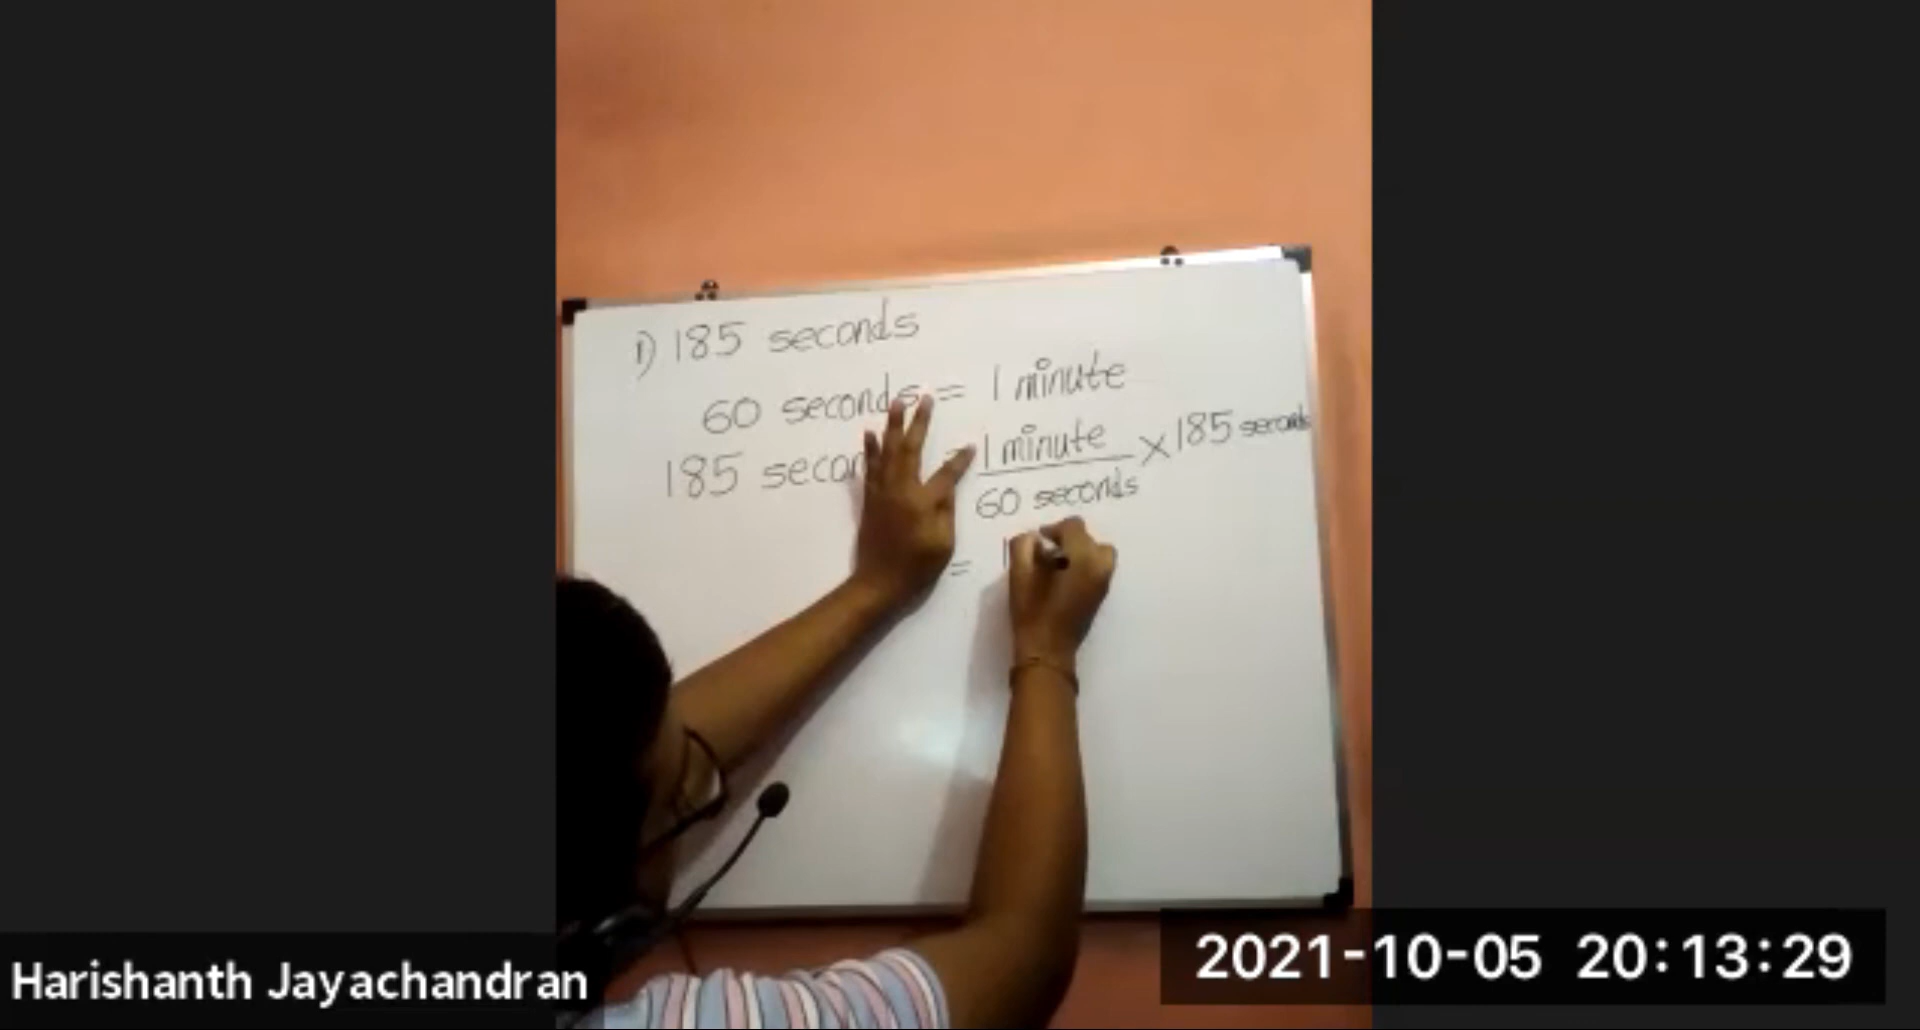 1) 185 seconds
60 seconds = 1 minute
185 = 1 minute × 185 seconds
60 seconds
=
Harishanth Jayachandran
2021-10-05 20:13:29